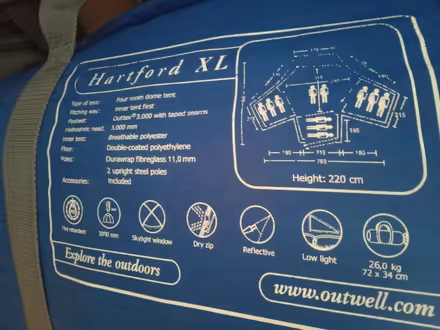 Hartford XL
Type of tent: Four room dome tent
Pitching way: Inner tent first
Flysheet: Outtex® 3.000 with taped seams
Hydrostatic head: 3.000 mm
Inner tent: Breathable polyester
Floor: Double-coated polyethylene
Poles: Durawrap fibreglass 11,0 mm
2 upright steel poles
Accessories: Included
Height: 220 cm
Fire retardent
Skylight window
Dry zip
Reflective
Low light
26,0 kg
72 x 34 cm
Explore the outdoors
www.outwell.com